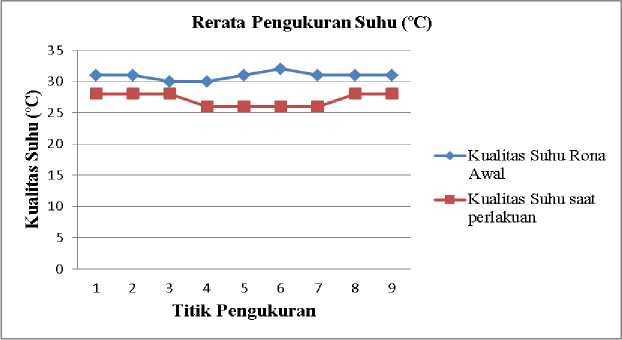 Rerata Pengukuran Suhu (°C)
Kualitas Suhu (°C)
35
30
25
20
15
10
5
0
1 2 3 4 5 6 7 8 9
Titik Pengukuran
Kualitas Suhu Rona
Awal
Kualitas Suhu saat
perlakuan